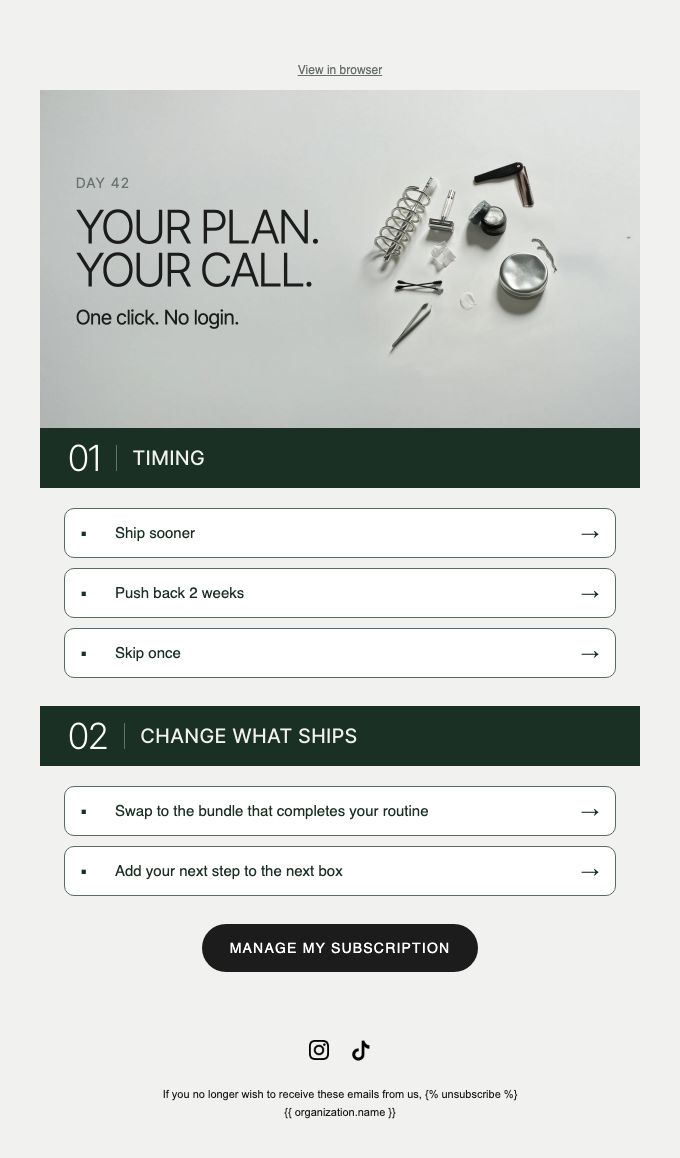 View in browser
DAY 42
YOUR PLAN.
YOUR CALL.
One click. No login.
01 TIMING
▪ Ship sooner →
▪ Push back 2 weeks →
▪ Skip once →
02 CHANGE WHAT SHIPS
▪ Swap to the bundle that completes your routine →
▪ Add your next step to the next box →
MANAGE MY SUBSCRIPTION
If you no longer wish to receive these emails from us, {% unsubscribe %}
{{ organization.name }}